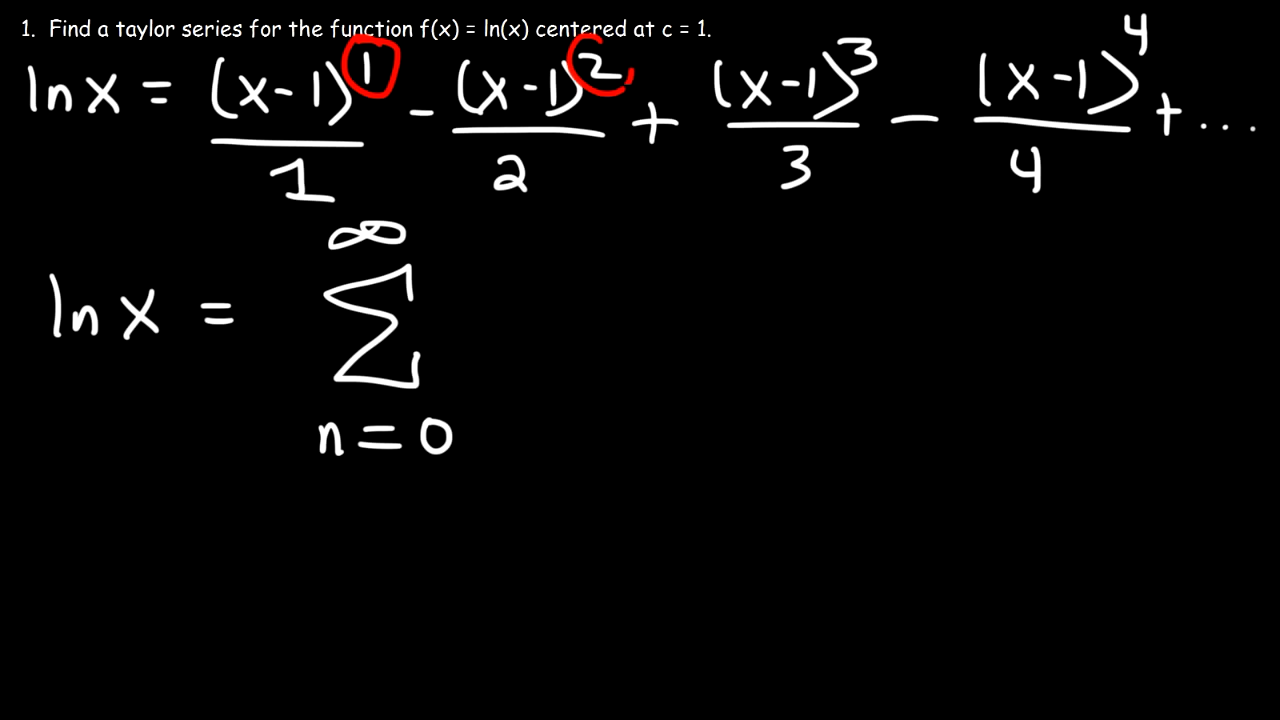 1. Find a taylor series for the function f(x) = ln(x) centered at c = 1.
ln x = (x-1)^1/1 - (x-1)^2/2 + (x-1)^3/3 - (x-1)^4/4 + ...
ln x = ∑_{n=0}^{∞}